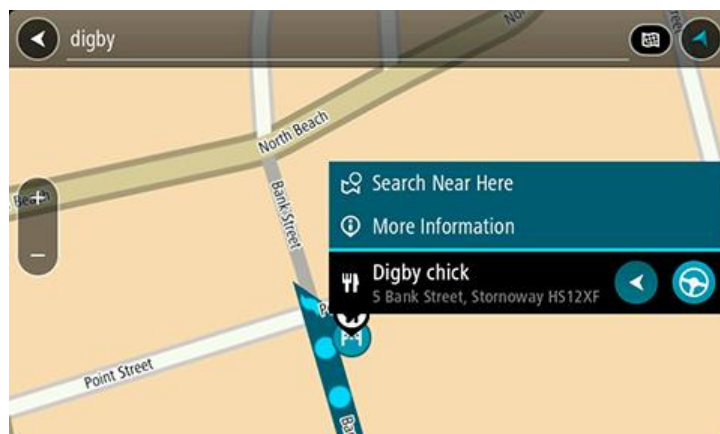 digby
North Beach
Bank Street
Search Near Here
More Information
Digby chick
5 Bank Street, Stornoway HS12XF
Point Street